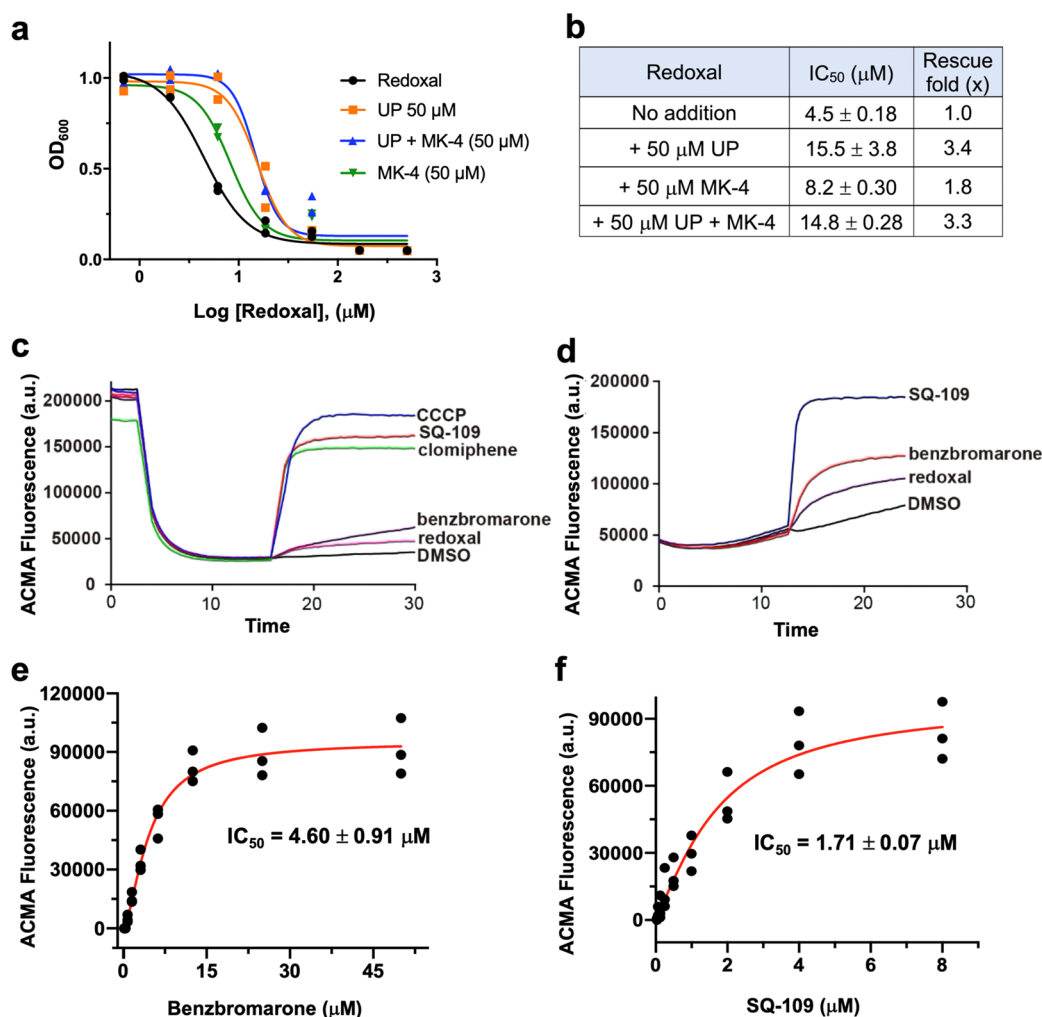 a
OD600
1.0
0.5
0.0
0 1 2 3
Log [Redoxal], (μM)
Redoxal
UP 50 μM
UP + MK-4 (50 μM)
MK-4 (50 μM)
b
Redoxal IC50 (μM) Rescue fold (x)
No addition 4.5 ± 0.18 1.0
+ 50 μM UP 15.5 ± 3.8 3.4
+ 50 μM MK-4 8.2 ± 0.30 1.8
+ 50 μM UP + MK-4 14.8 ± 0.28 3.3
c
ACMA Fluorescence (a.u.)
200000
150000
100000
50000
0
0 10 20 30
Time
CCCP
SQ-109
clomiphene
benzbromarone
redoxal
DMSO
d
ACMA Fluorescence (a.u.)
200000
150000
100000
50000
0
0 10 20 30
Time
SQ-109
benzbromarone
redoxal
DMSO
e
ACMA Fluorescence (a.u.)
120000
90000
60000
30000
0
0 15 30 45
Benzbromarone (μM)
IC50 = 4.60 ± 0.91 μM
f
ACMA Fluorescence (a.u.)
90000
60000
30000
0
0 2 4 6 8
SQ-109 (μM)
IC50 = 1.71 ± 0.07 μM